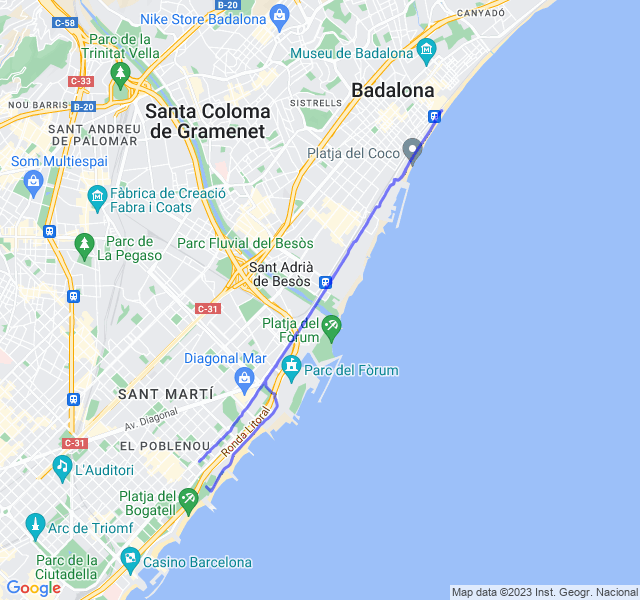 B-20
CANYADÓ
Nike Store Badalona
C-58
Parc de la
Trinitat Vella
Museu de Badalona
C-33
Badalona
NOU BARRIS
B-20
SISTRELLS
Santa Coloma
de Gramenet
SANT ANDREU
DE PALOMAR
Platja del Coco
Som Multiespai
Fàbrica de Creació
Fabra i Coats
Parc de
La Pegaso
Parc Fluvial del Besòs
Sant Adrià
de Besòs
C-31
Platja del
Fòrum
Diagonal Mar
Parc del Fòrum
SANT MARTÍ
Av. Diagonal
Ronda Litoral
C-31
EL POBLENOU
L'Auditori
Platja del
Bogatell
Arc de Triomf
Parc de la
Ciutadella
Casino Barcelona
Google
Map data ©2023 Inst. Geogr. Nacional